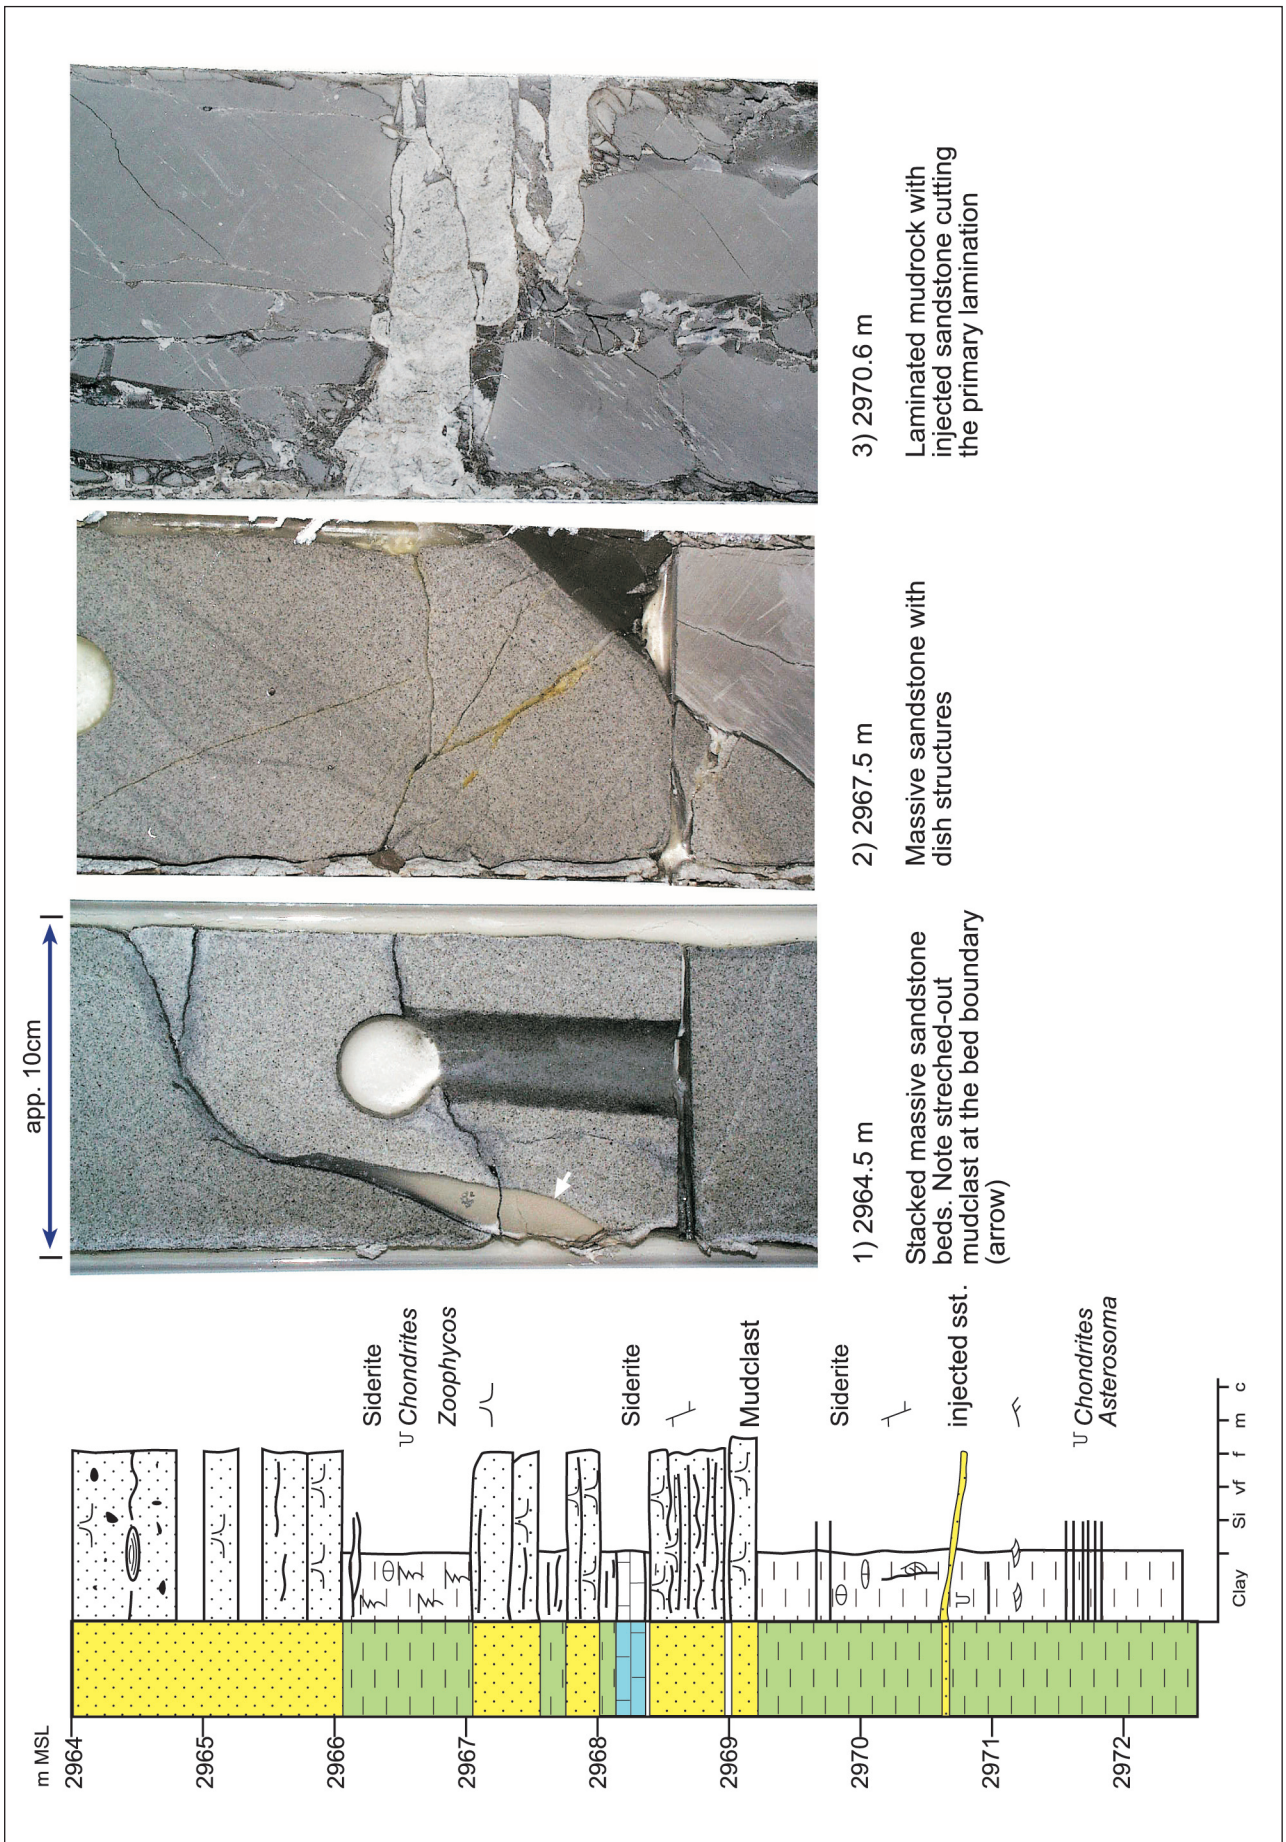 m MSL
2964
2965
2966
2967
2968
2969
2970
2971
2972
Siderite
Chondrites
Zoophycos
Siderite
Mudclast
Siderite
injected sst.
Chondrites
Asterosoma
Clay
Si
vf
f
m
c
app. 10cm
1) 2964.5 m
Stacked massive sandstone
beds. Note streched-out
mudclast at the bed boundary
(arrow)
2) 2967.5 m
Massive sandstone with
dish structures
3) 2970.6 m
Laminated mudrock with
injected sandstone cutting
the primary lamination